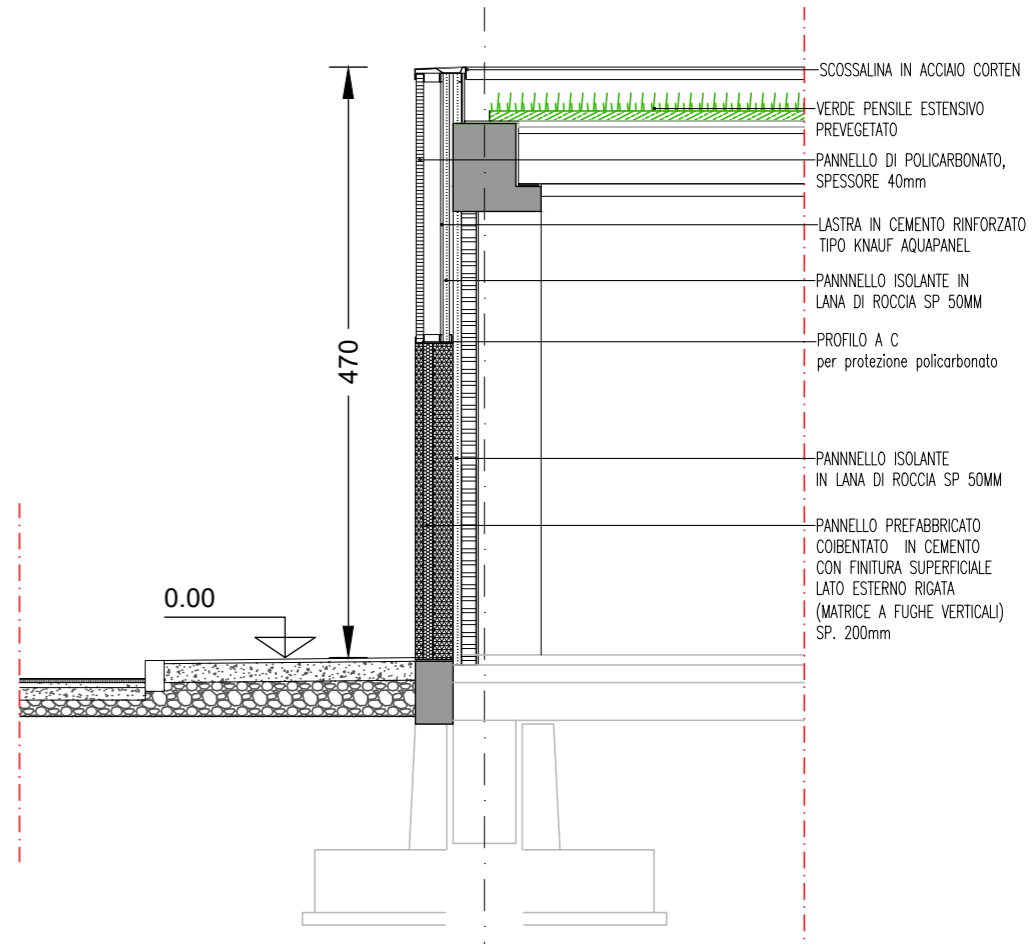 SCOSSALINA IN ACCIAIO CORTEN
VERDE PENSILE ESTENSIVO
PREVEGETATO
PANNELLO DI POLICARBONATO,
SPESSORE 40mm
LASTRA IN CEMENTO RINFORZATO
TIPO KNAUF AQUAPANEL
PANNNELLO ISOLANTE IN
LANA DI ROCCIA SP 50MM
PROFILO A C
per protezione policarbonato
470
PANNNELLO ISOLANTE
IN LANA DI ROCCIA SP 50MM
PANNELLO PREFABBRICATO
COIBENTATO IN CEMENTO
CON FINITURA SUPERFICIALE
LATO ESTERNO RIGATA
(MATRICE A FUGHE VERTICALI)
SP. 200mm
0.00